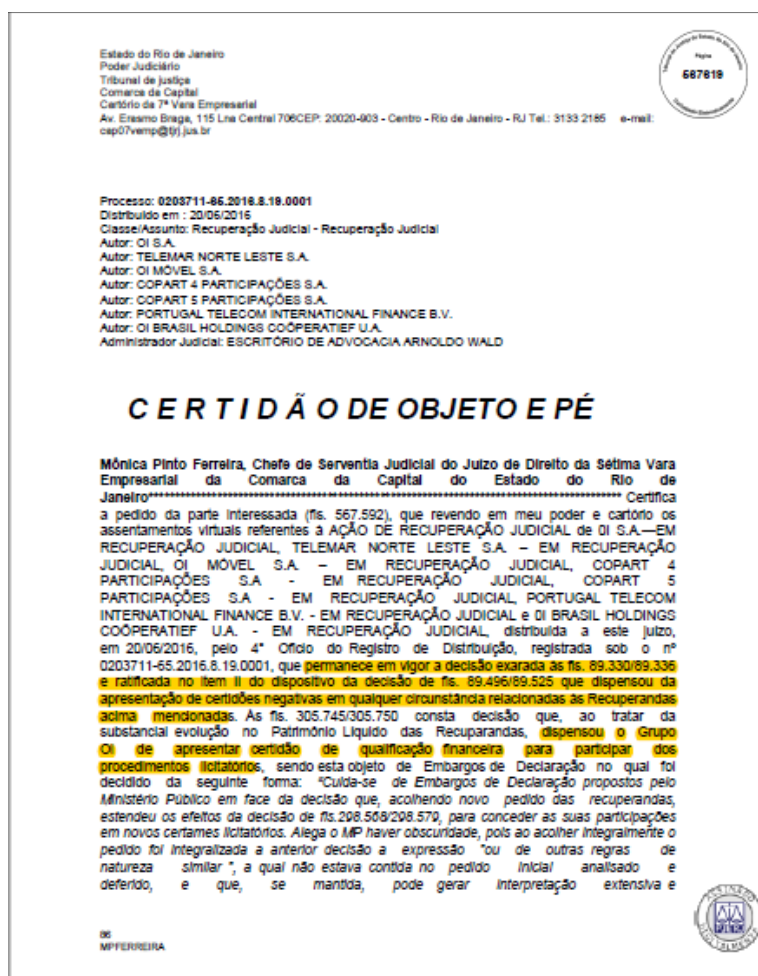 Estado do Rio de Janeiro
Poder Judiciário
Tribunal de justiça
Comarca da Capital
Cartório da 7ª Vara Empresarial
Av. Erasmo Braga, 115 Lna Central 706CEP: 20020-903 - Centro - Rio de Janeiro - RJ Tel.: 3133 2185 e-mail:
cap07vemp@tjrj.jus.br
Página
567619
Processo: 0203711-65.2016.8.19.0001
Distribuído em : 20/06/2016
Classe/Assunto: Recuperação Judicial - Recuperação Judicial
Autor: OI S.A.
Autor: TELEMAR NORTE LESTE S.A.
Autor: OI MÓVEL S.A.
Autor: COPART 4 PARTICIPAÇÕES S.A.
Autor: COPART 5 PARTICIPAÇÕES S.A.
Autor: PORTUGAL TELECOM INTERNATIONAL FINANCE B.V.
Autor: OI BRASIL HOLDINGS COÖPERATIEF U.A.
Administrador Judicial: ESCRITÓRIO DE ADVOCACIA ARNOLDO WALD
C E R T I D Ã O DE OBJETO E PÉ
Mônica Pinto Ferreira, Chefe de Serventia Judicial do Juizo de Direito da Sétima Vara
Empresarial da Comarca da Capital do Estado do Rio de
Janeiro****************************************************************************************** Certifica
a pedido da parte interessada (fls. 567.592), que revendo em meu poder e cartório os
assentamentos virtuais referentes á AÇÃO DE RECUPERAÇÃO JUDICIAL de 0I S.A.—EM
RECUPERAÇÃO JUDICIAL, TELEMAR NORTE LESTE S.A. – EM RECUPERAÇÃO
JUDICIAL, OI MÓVEL S.A. – EM RECUPERAÇÃO JUDICIAL, COPART 4
PARTICIPAÇÕES S.A - EM RECUPERAÇÃO JUDICIAL, COPART 5
PARTICIPAÇÕES S.A - EM RECUPERAÇÃO JUDICIAL, PORTUGAL TELECOM
INTERNATIONAL FINANCE B.V. - EM RECUPERAÇÃO JUDICIAL e 0I BRASIL HOLDINGS
COÖPERATIEF U.A. - EM RECUPERAÇÃO JUDICIAL, distribuída a este juízo,
em 20/06/2016, pelo 4° Ofício do Registro de Distribuição, registrada sob o nº
0203711-65.2016.8.19.0001, que permanece em vigor a decisão exarada às fls. 89.330/89.336
e ratificada no item II do dispositivo da decisão de fls. 89.496/89.525 que dispensou da
apresentação de certidões negativas em qualquer circunstância relacionadas às Recuperandas
acima mencionadas. Às fls. 305.745/305.750 consta decisão que, ao tratar da
substancial evolução no Patrimônio Líquido das Recuparandas, dispensou o Grupo
OI de apresentar certidão de qualificação financeira para participar dos
procedimentos licitatórios, sendo esta objeto de Embargos de Declaração no qual foi
decidido da seguinte forma: "Cuida-se de Embargos de Declaração propostos pelo
Ministério Público em face da decisão que, acolhendo novo pedido das recuperandas,
estendeu os efeitos da decisão de fls.298.568/298.579, para conceder as suas participações
em novos certames licitatórios. Alega o MP haver obscuridade, pois ao acolher integralmente o
pedido foi integralizada a anterior decisão a expressão "ou de outras regras de
natureza similar ", a qual não estava contida no pedido inicial analisado e
deferido, e que, se mantida, pode gerar interpretação extensiva e
86
MPFERREIRA
ASSINADO
PJERJ
DIGITALMENTE